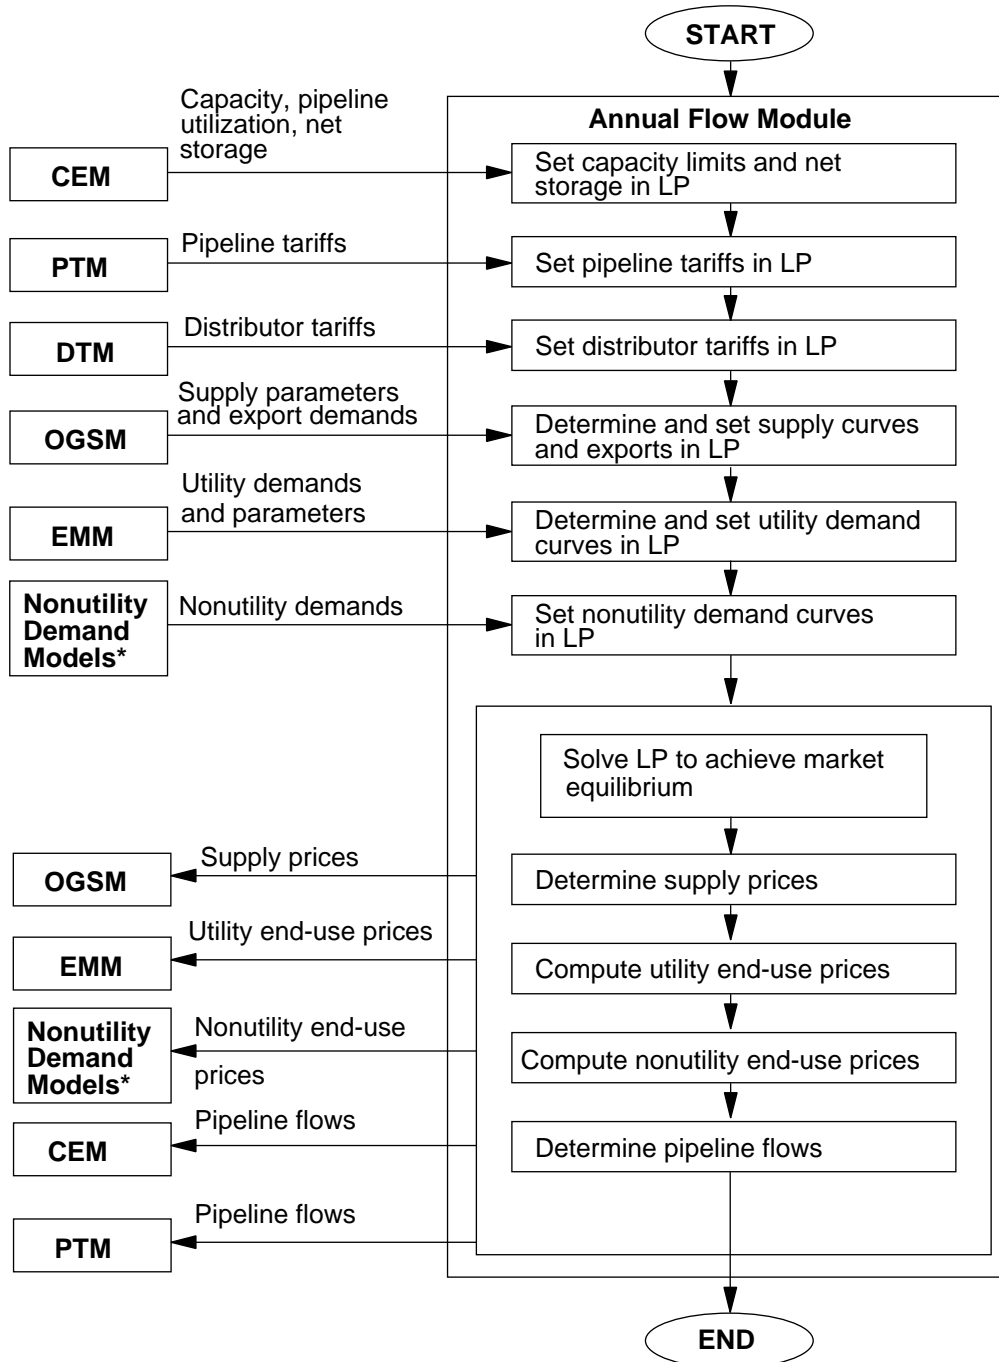 START
Annual Flow Module
Capacity, pipeline
utilization, net
storage
CEM
Set capacity limits and net
storage in LP
Pipeline tariffs
PTM
Set pipeline tariffs in LP
Distributor tariffs
DTM
Set distributor tariffs in LP
Supply parameters
and export demands
OGSM
Determine and set supply curves
and exports in LP
Utility demands
and parameters
EMM
Determine and set utility demand
curves in LP
Nonutility
Demand
Models*
Nonutility demands
Set nonutility demand curves
in LP
Solve LP to achieve market
equilibrium
Supply prices
OGSM
Determine supply prices
Utility end-use prices
EMM
Compute utility end-use prices
Nonutility
Demand
Models*
Nonutility end-use
prices
Compute nonutility end-use prices
Pipeline flows
CEM
Determine pipeline flows
Pipeline flows
PTM
END